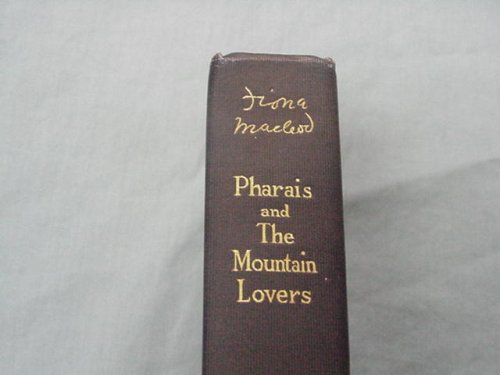 Fiona
Macleod
Pharais
and
The
Mountain
Lovers